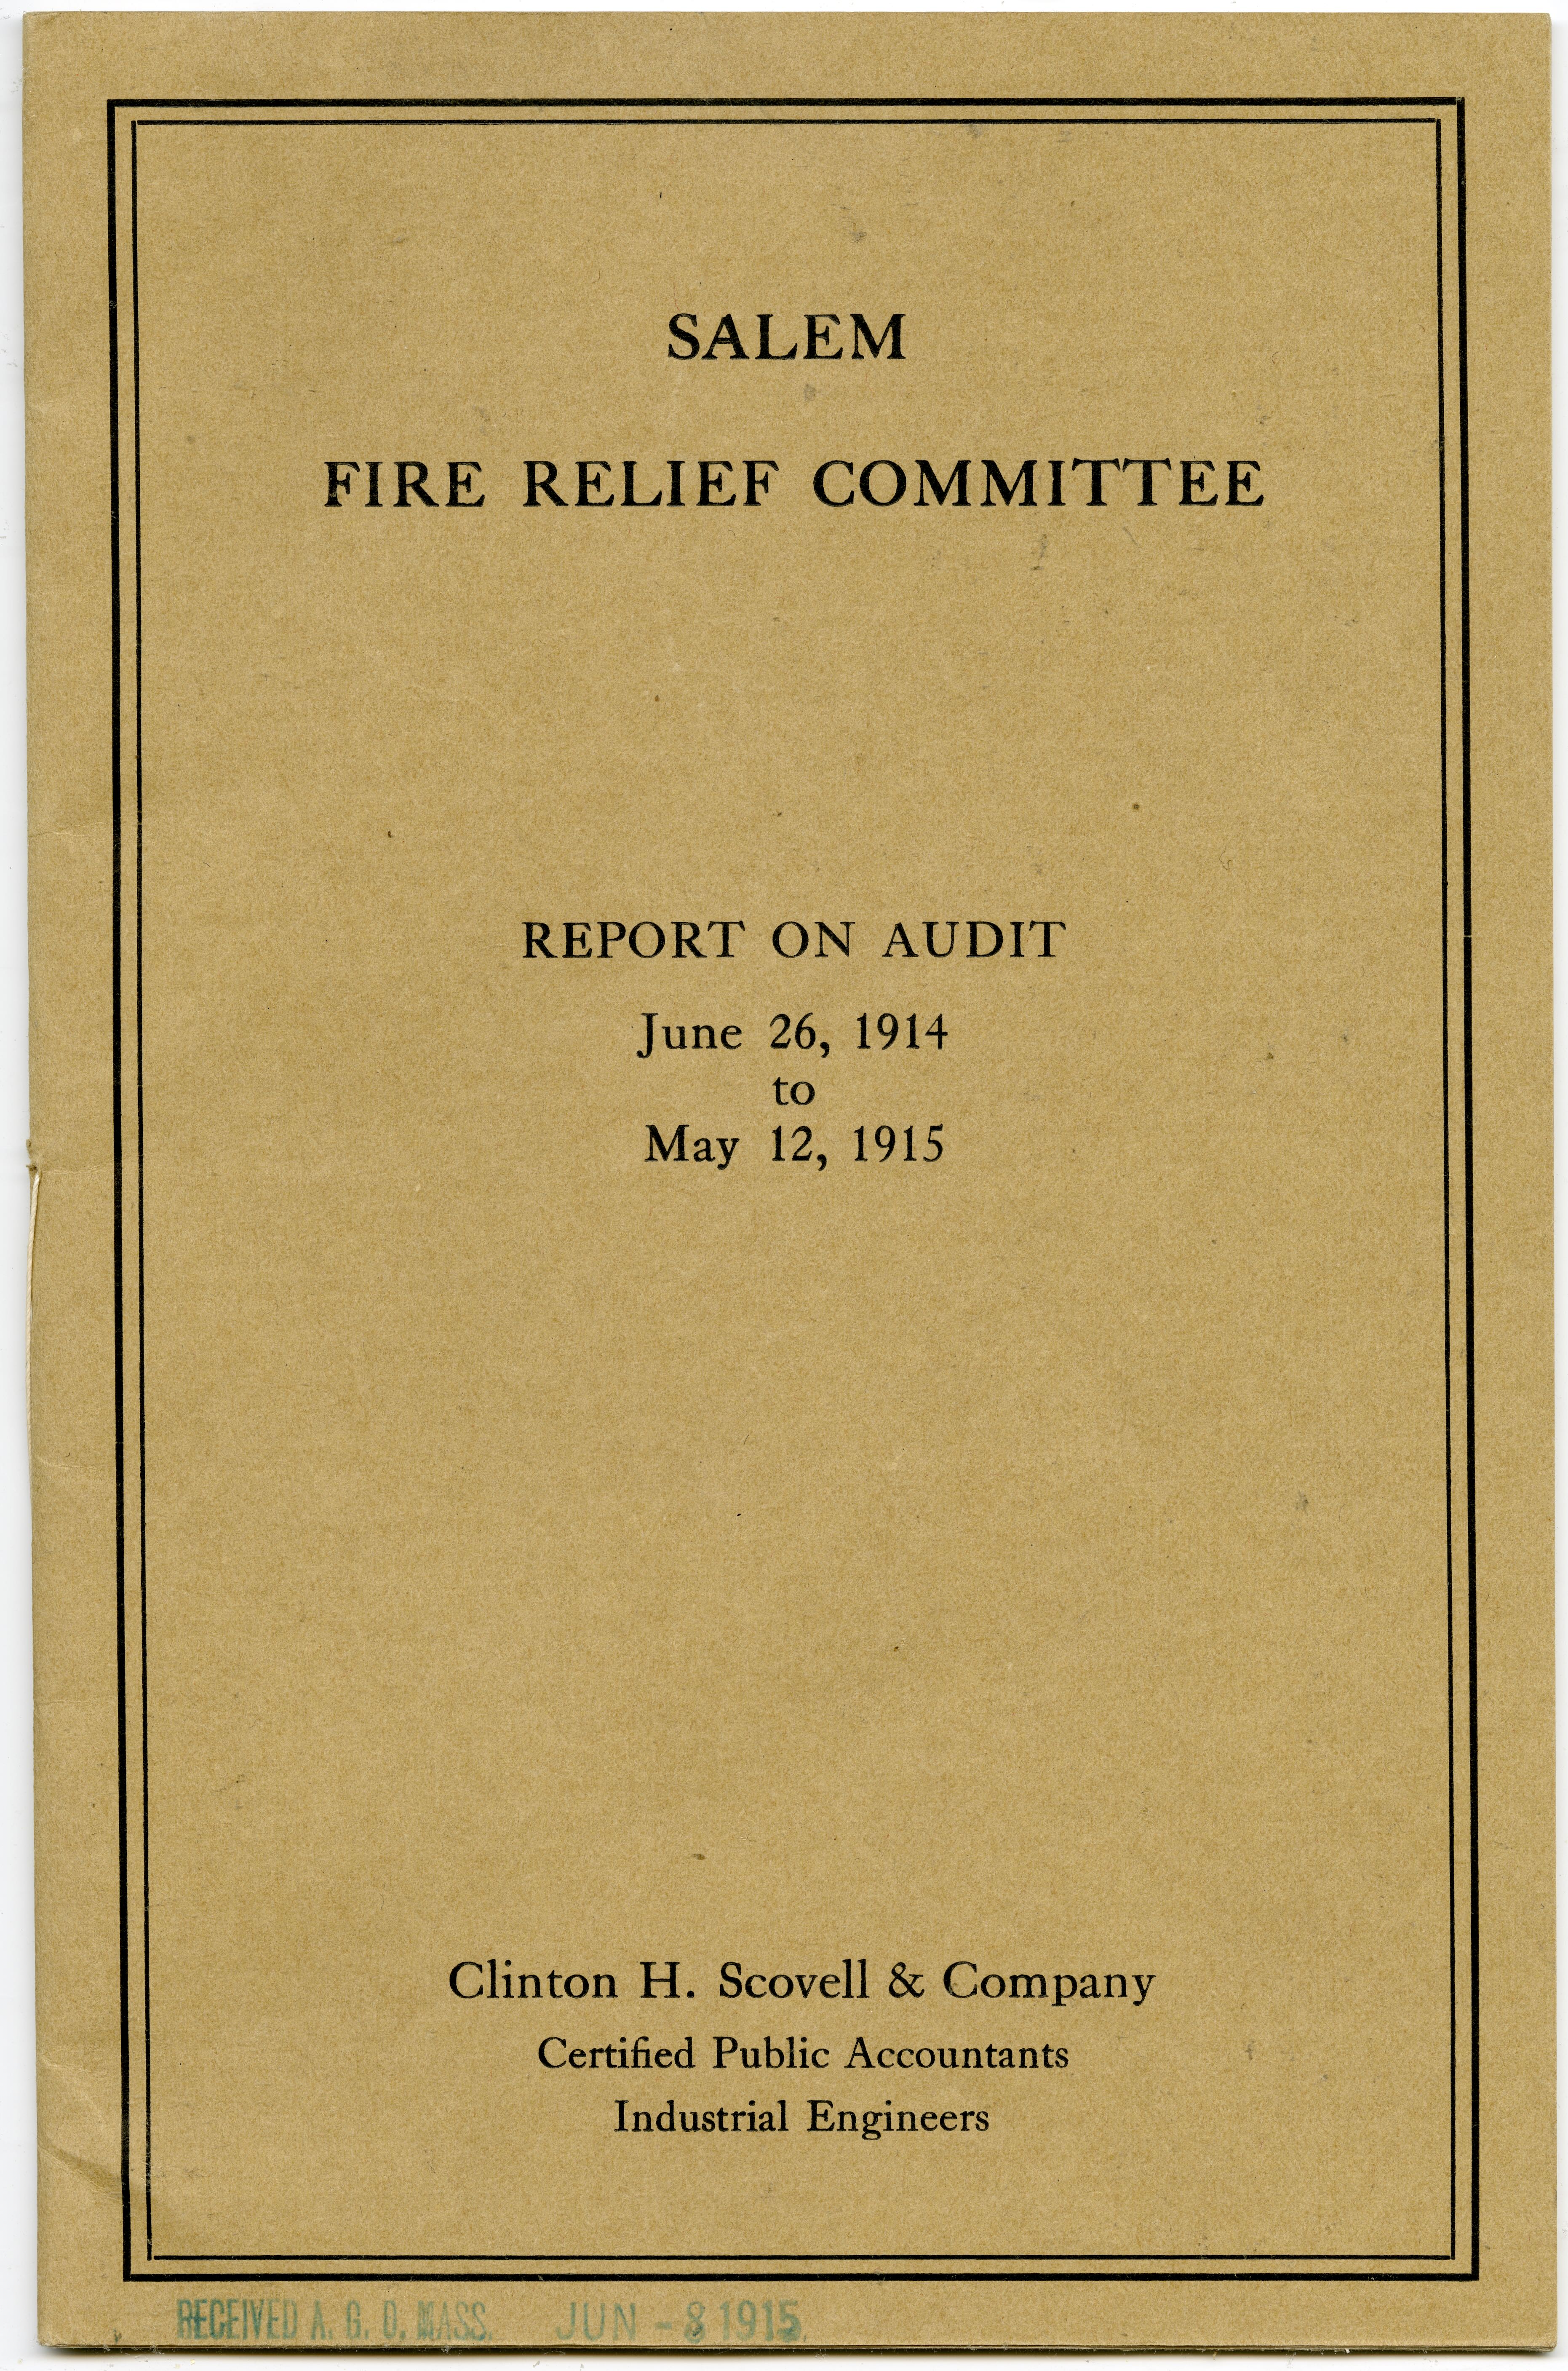 SALEM
FIRE RELIEF COMMITTEE
REPORT ON AUDIT
June 26, 1914
to
May 12, 1915
Clinton H. Scovell & Company
Certified Public Accountants
Industrial Engineers
RECEIVED A. G. O. MASS. JUN - 8 1915